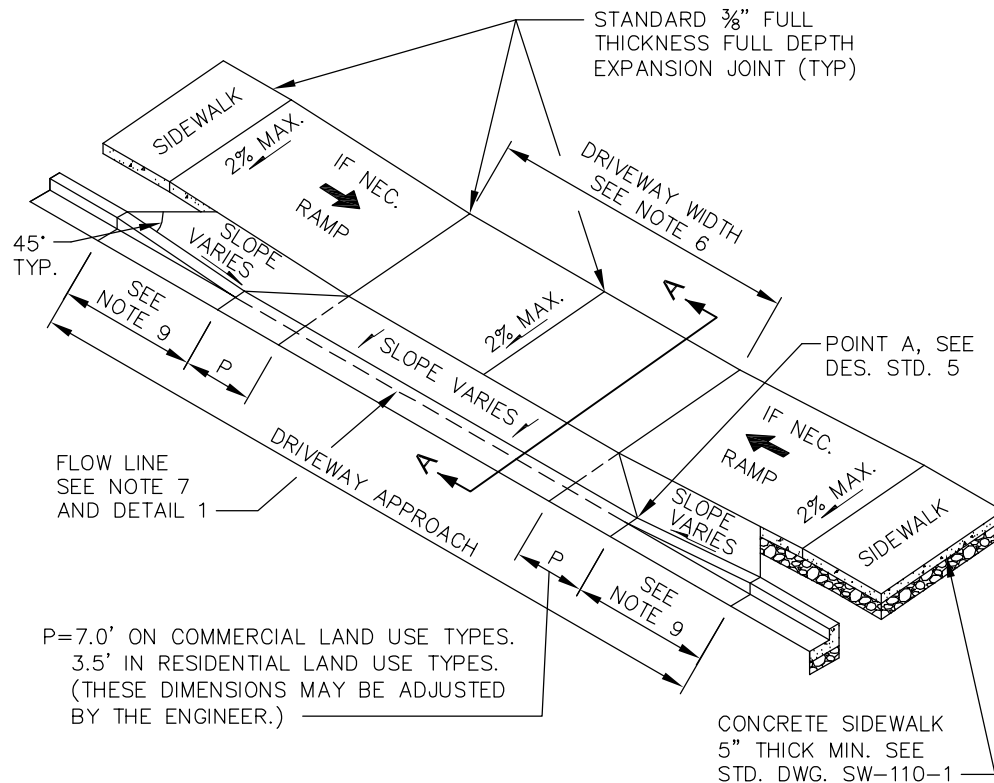 STANDARD ⅜" FULL
THICKNESS FULL DEPTH
EXPANSION JOINT (TYP)
SIDEWALK
2% MAX.
IF NEC.
RAMP
DRIVEWAY WIDTH
SEE NOTE 6
45°
TYP.
SLOPE
VARIES
A
2% MAX.
SEE
NOTE 9
P
SLOPE VARIES
POINT A, SEE
DES. STD. 5
IF NEC.
RAMP
2% MAX.
SIDEWALK
FLOW LINE
SEE NOTE 7
AND DETAIL 1
DRIVEWAY APPROACH
A
SLOPE
VARIES
P
SEE
NOTE 9
P=7.0' ON COMMERCIAL LAND USE TYPES.
3.5' IN RESIDENTIAL LAND USE TYPES.
(THESE DIMENSIONS MAY BE ADJUSTED
BY THE ENGINEER.)
CONCRETE SIDEWALK
5" THICK MIN. SEE
STD. DWG. SW-110-1